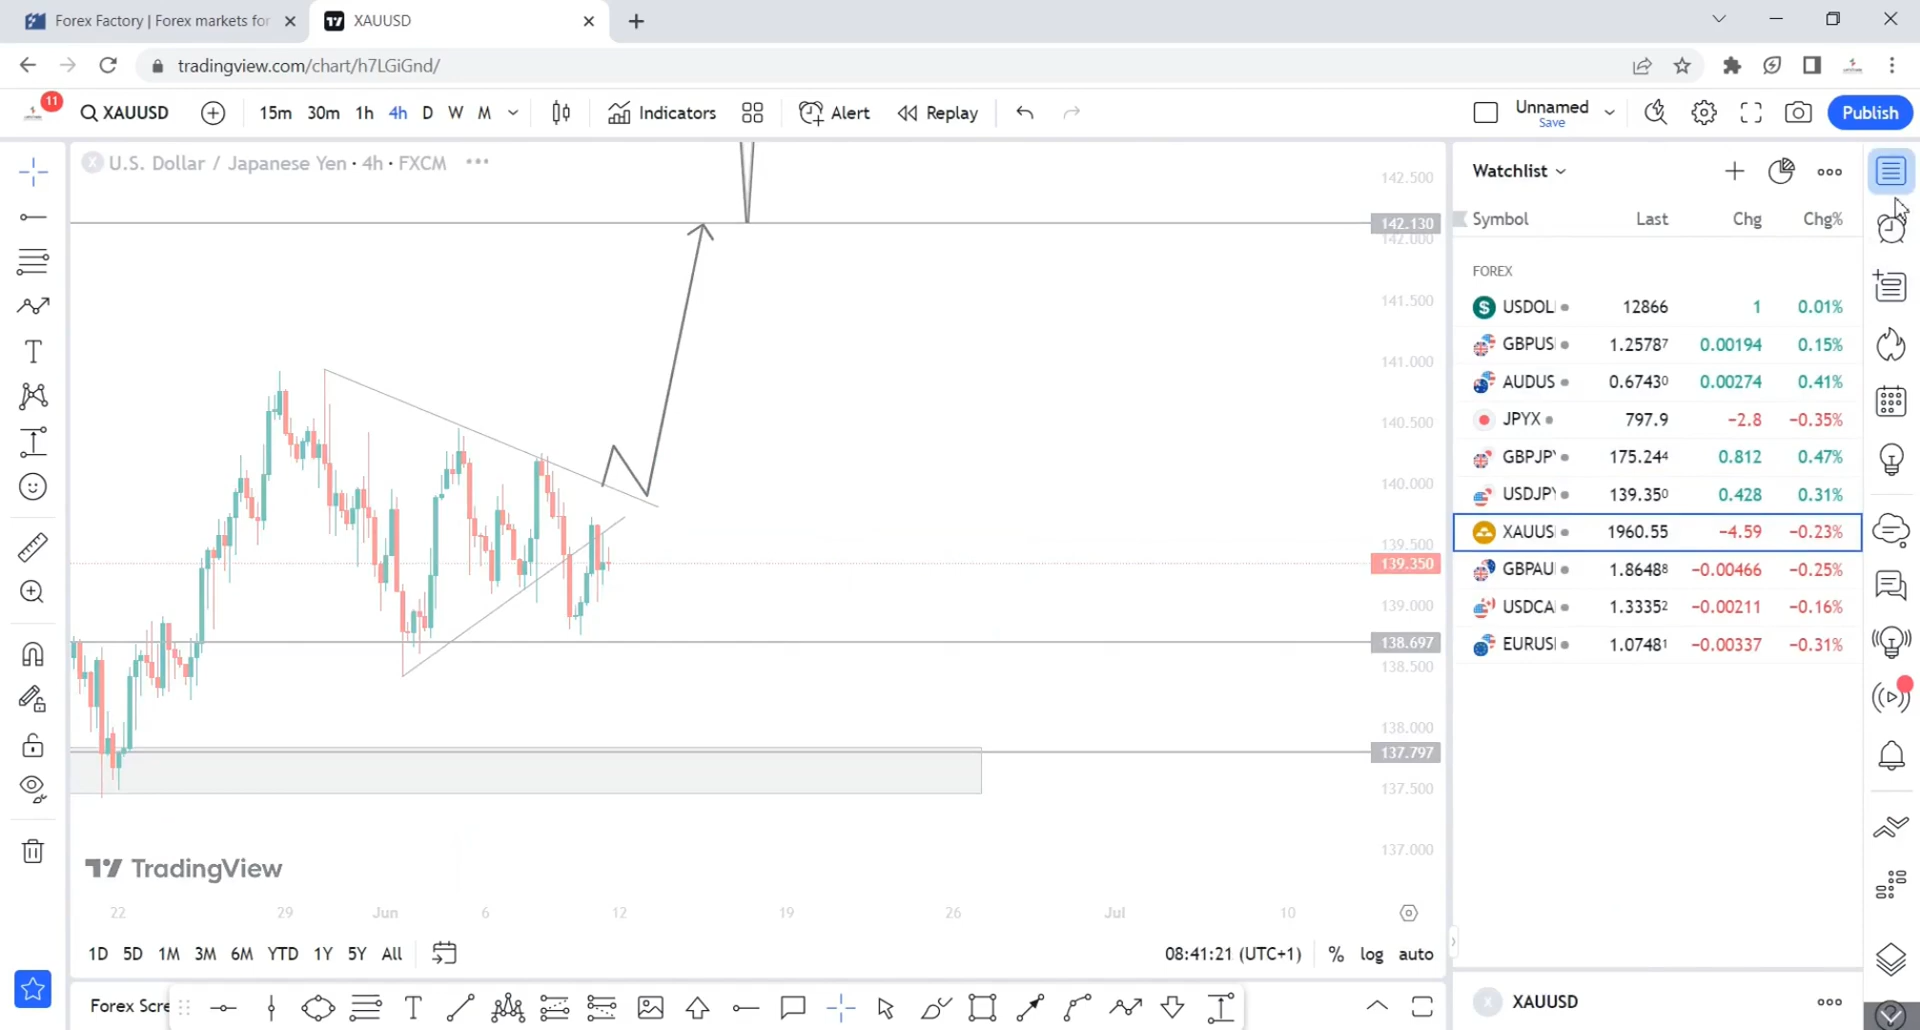 Forex Factory | Forex markets for
XAUUSD
tradingview.com/chart/h7LGiGnd/
11
XAUUSD
15m 30m 1h 4h D W M
Indicators
Alert
Replay
Unnamed
Save
Publish
U.S. Dollar / Japanese Yen · 4h · FXCM
142.500
142.130
142.000
141.500
141.000
140.500
140.000
139.500
139.350
139.000
138.697
138.500
138.000
137.797
137.500
137.000
TradingView
22 29 Jun 6 12 19 26 Jul 10
1D 5D 1M 3M 6M YTD 1Y 5Y All
08:41:21 (UTC+1) % log auto
Forex Scre
Watchlist
Symbol Last Chg Chg%
FOREX
USDOL 12866 1 0.01%
GBPUS 1.25787 0.00194 0.15%
AUDUS 0.67430 0.00274 0.41%
JPYX 797.9 −2.8 −0.35%
GBPJPY 175.244 0.812 0.47%
USDJPY 139.350 0.428 0.31%
XAUUS 1960.55 −4.59 −0.23%
GBPAU 1.86488 −0.00466 −0.25%
USDCA 1.33352 −0.00211 −0.16%
EURUS 1.07481 −0.00337 −0.31%
X XAUUSD